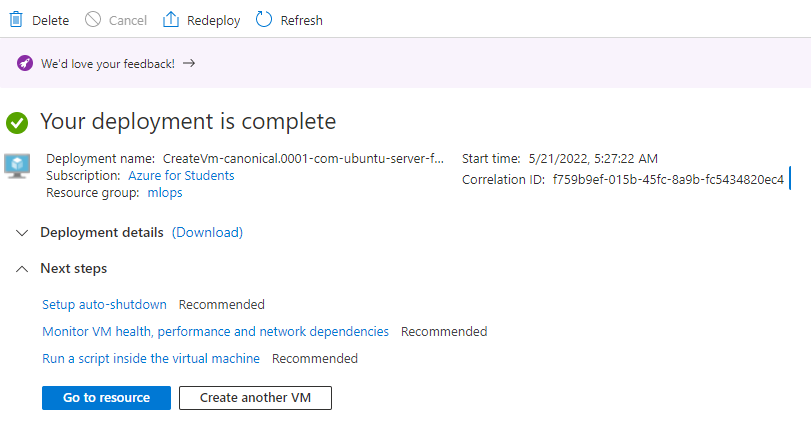 Delete Cancel Redeploy Refresh
We'd love your feedback! →
Your deployment is complete
Deployment name: CreateVm-canonical.0001-com-ubuntu-server-f...
Subscription: Azure for Students
Resource group: mlops
Start time: 5/21/2022, 5:27:22 AM
Correlation ID: f759b9ef-015b-45fc-8a9b-fc5434820ec4
Deployment details (Download)
Next steps
Setup auto-shutdown Recommended
Monitor VM health, performance and network dependencies Recommended
Run a script inside the virtual machine Recommended
Go to resource Create another VM